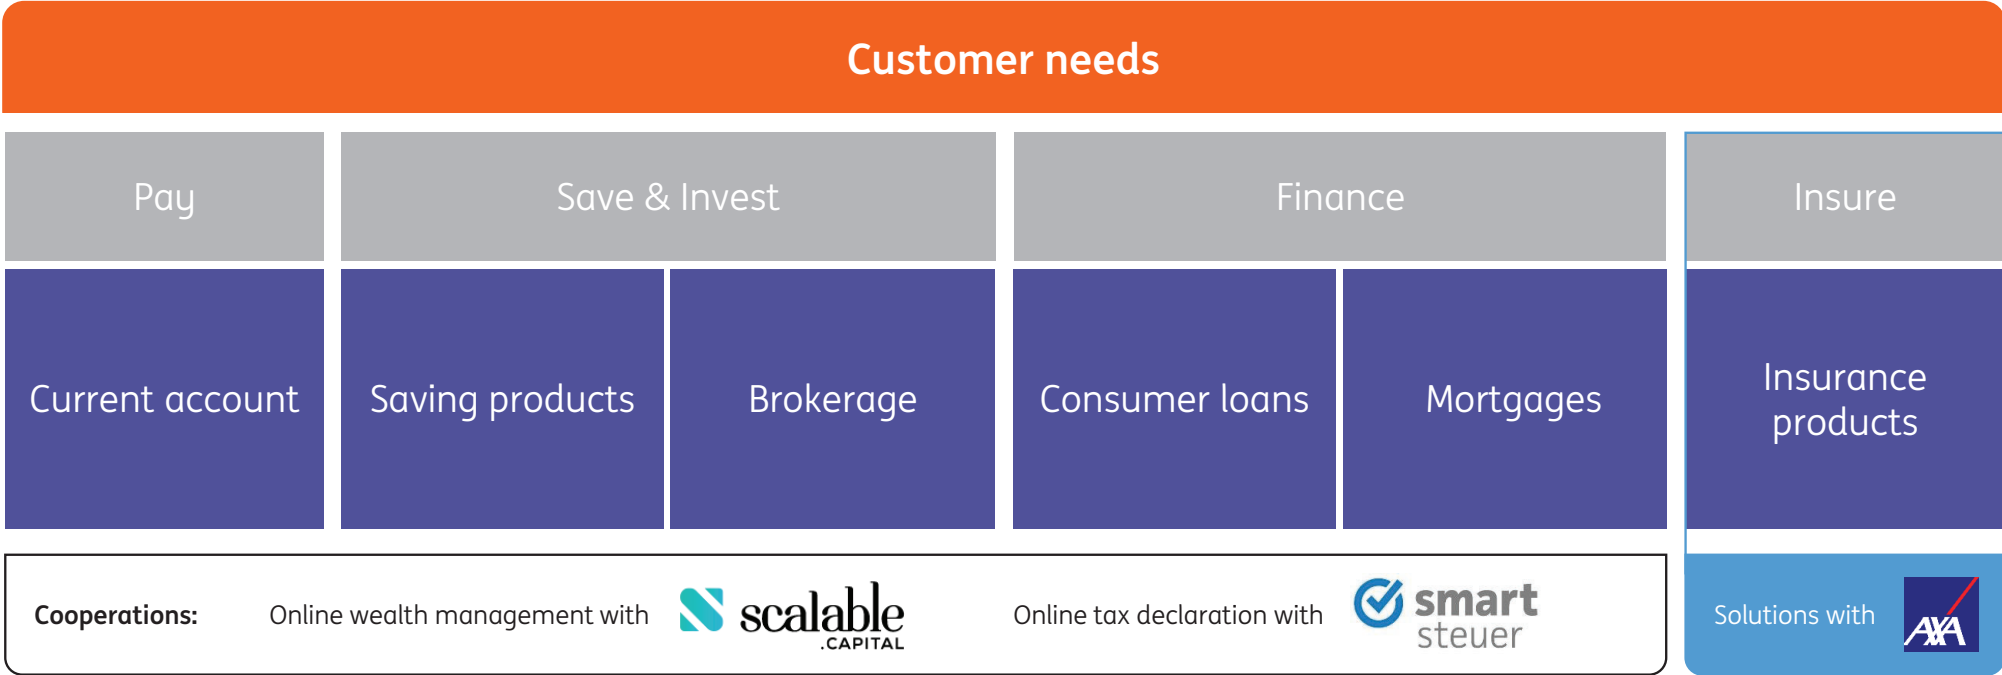 Customer needs
Pay
Save & Invest
Finance
Insure
Current account
Saving products
Brokerage
Consumer loans
Mortgages
Insurance
products
Cooperations:
Online wealth management with
scalable
.CAPITAL
Online tax declaration with
smart
steuer
Solutions with
AXA